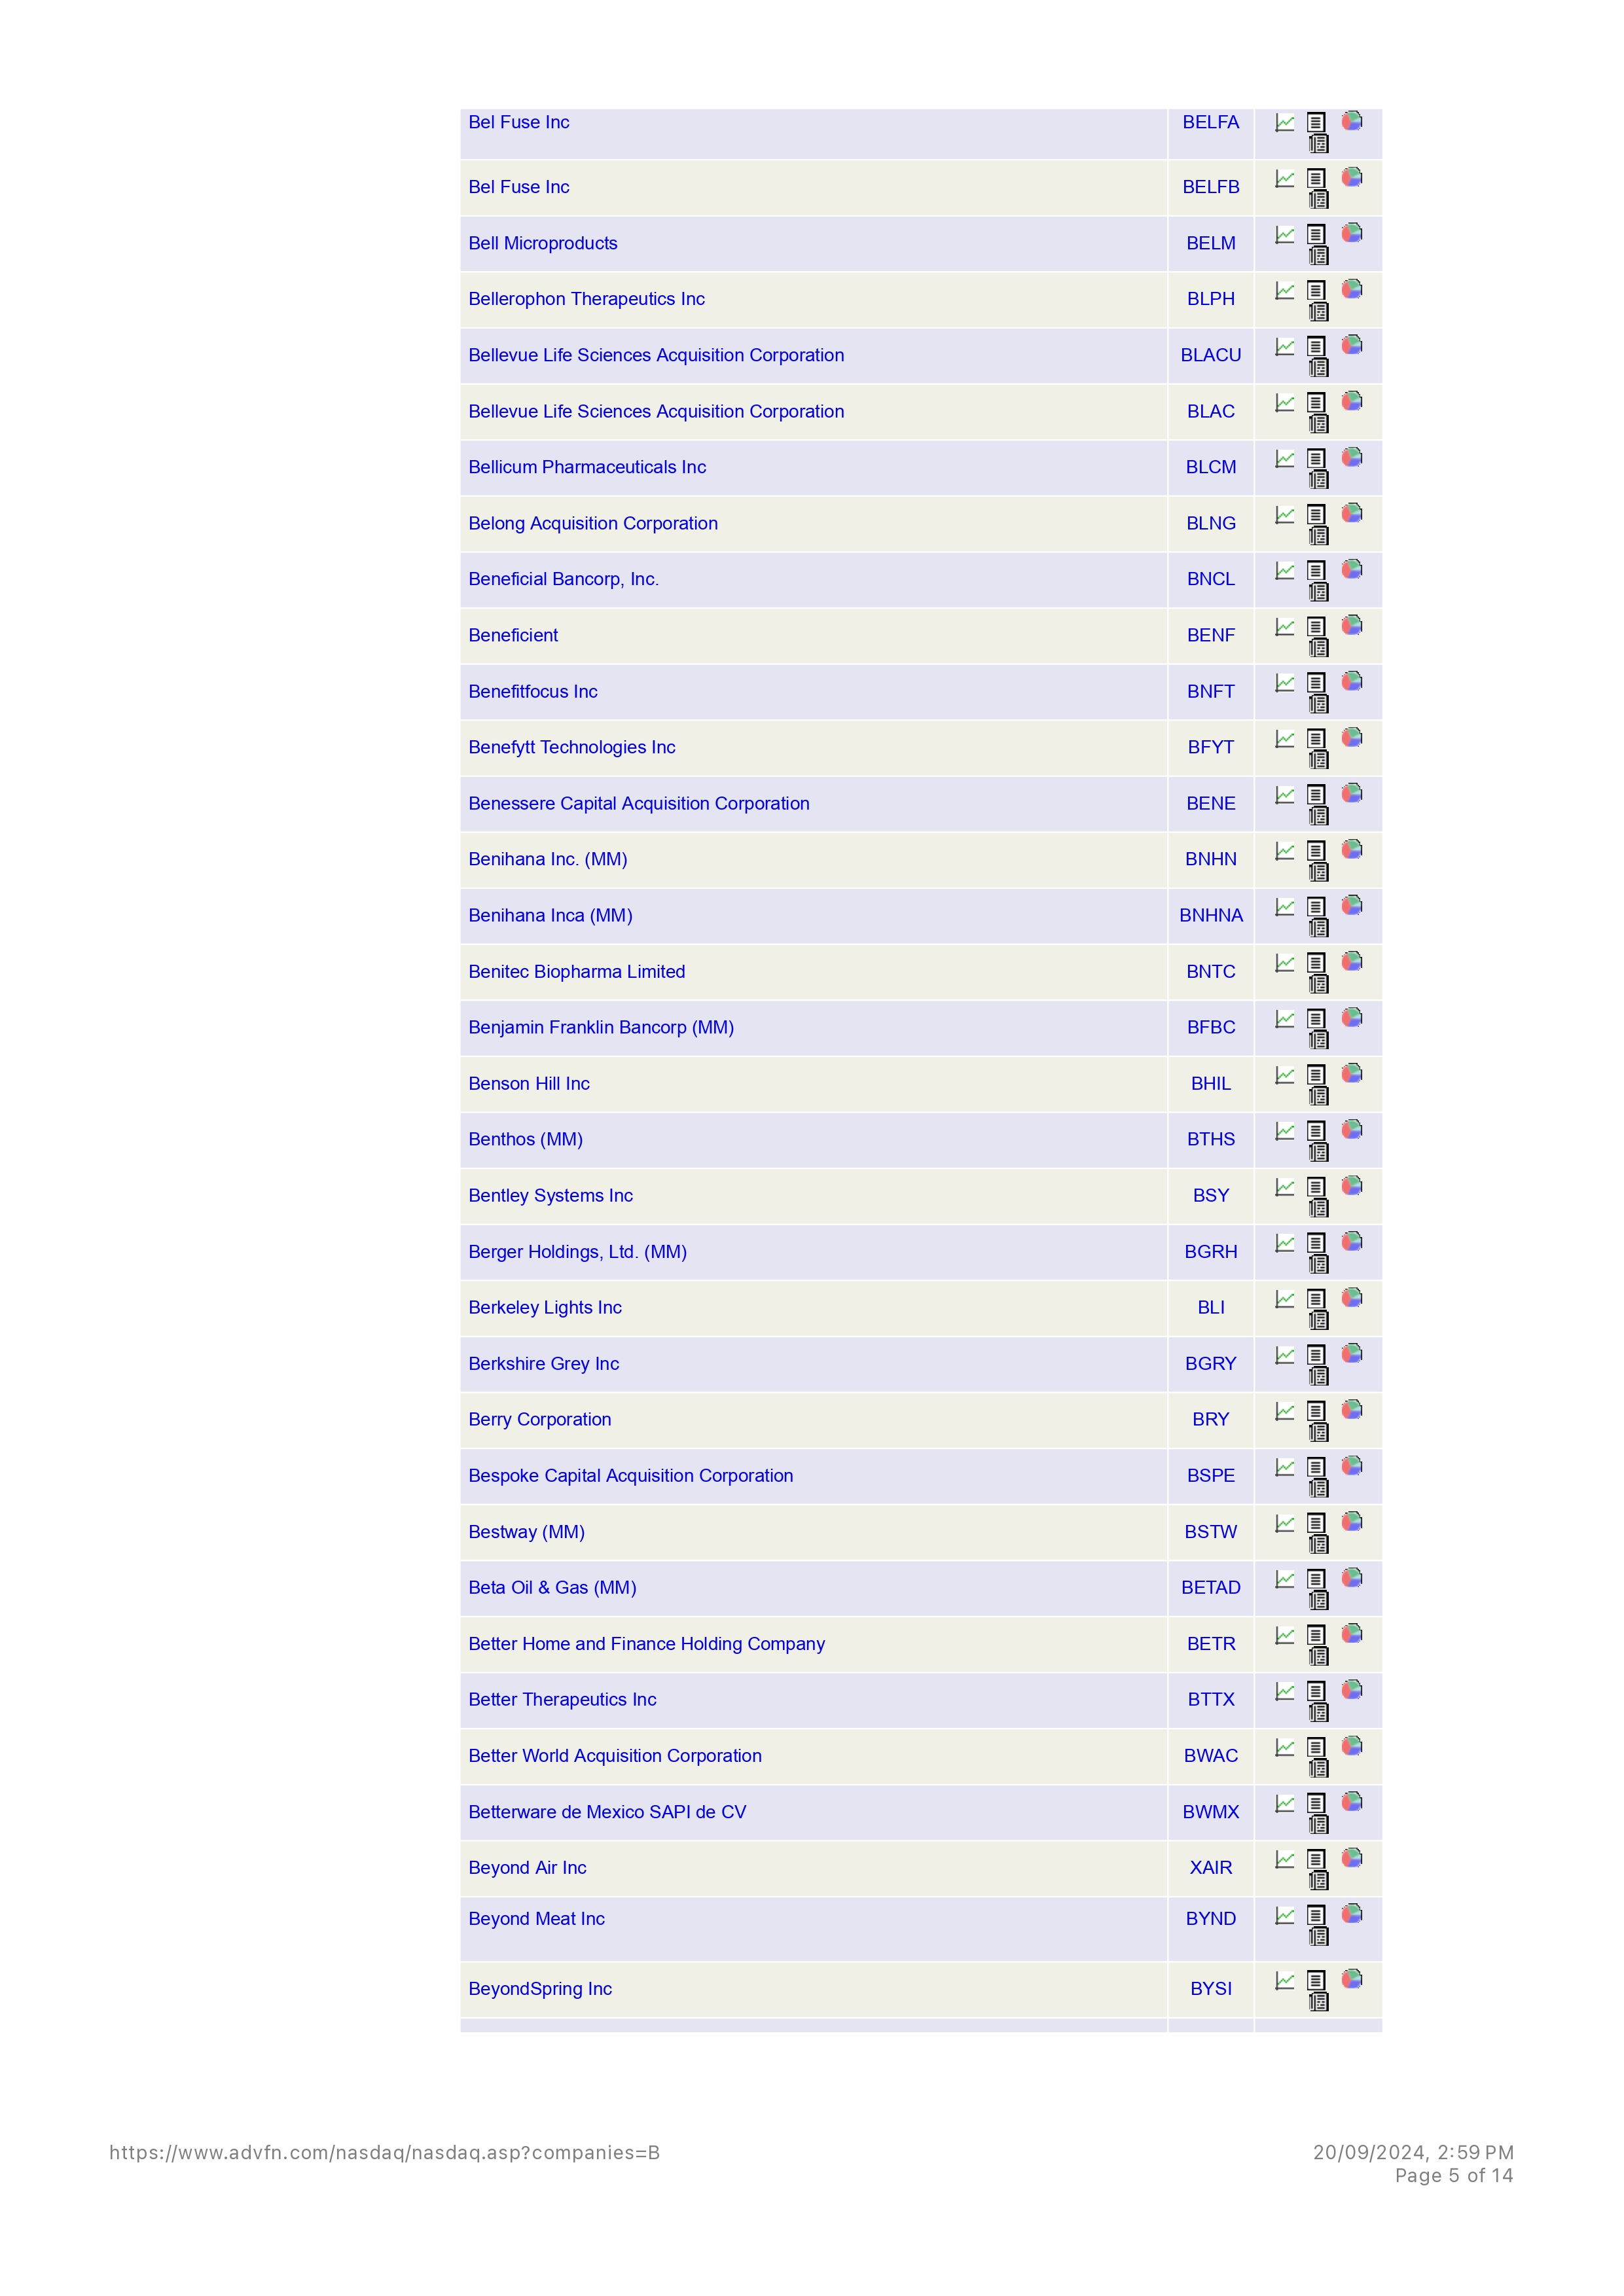 Bel Fuse Inc BELFA
Bel Fuse Inc BELFB
Bell Microproducts BELM
Bellerophon Therapeutics Inc BLPH
Bellevue Life Sciences Acquisition Corporation BLACU
Bellevue Life Sciences Acquisition Corporation BLAC
Bellicum Pharmaceuticals Inc BLCM
Belong Acquisition Corporation BLNG
Beneficial Bancorp, Inc. BNCL
Beneficient BENF
Benefitfocus Inc BNFT
Benefytt Technologies Inc BFYT
Benessere Capital Acquisition Corporation BENE
Benihana Inc. (MM) BNHN
Benihana Inca (MM) BNHNA
Benitec Biopharma Limited BNTC
Benjamin Franklin Bancorp (MM) BFBC
Benson Hill Inc BHIL
Benthos (MM) BTHS
Bentley Systems Inc BSY
Berger Holdings, Ltd. (MM) BGRH
Berkeley Lights Inc BLI
Berkshire Grey Inc BGRY
Berry Corporation BRY
Bespoke Capital Acquisition Corporation BSPE
Bestway (MM) BSTW
Beta Oil & Gas (MM) BETAD
Better Home and Finance Holding Company BETR
Better Therapeutics Inc BTTX
Better World Acquisition Corporation BWAC
Betterware de Mexico SAPI de CV BWMX
Beyond Air Inc XAIR
Beyond Meat Inc BYND
BeyondSpring Inc BYSI
https://www.advfn.com/nasdaq/nasdaq.asp?companies=B 20/09/2024, 2:59 PM
Page 5 of 14